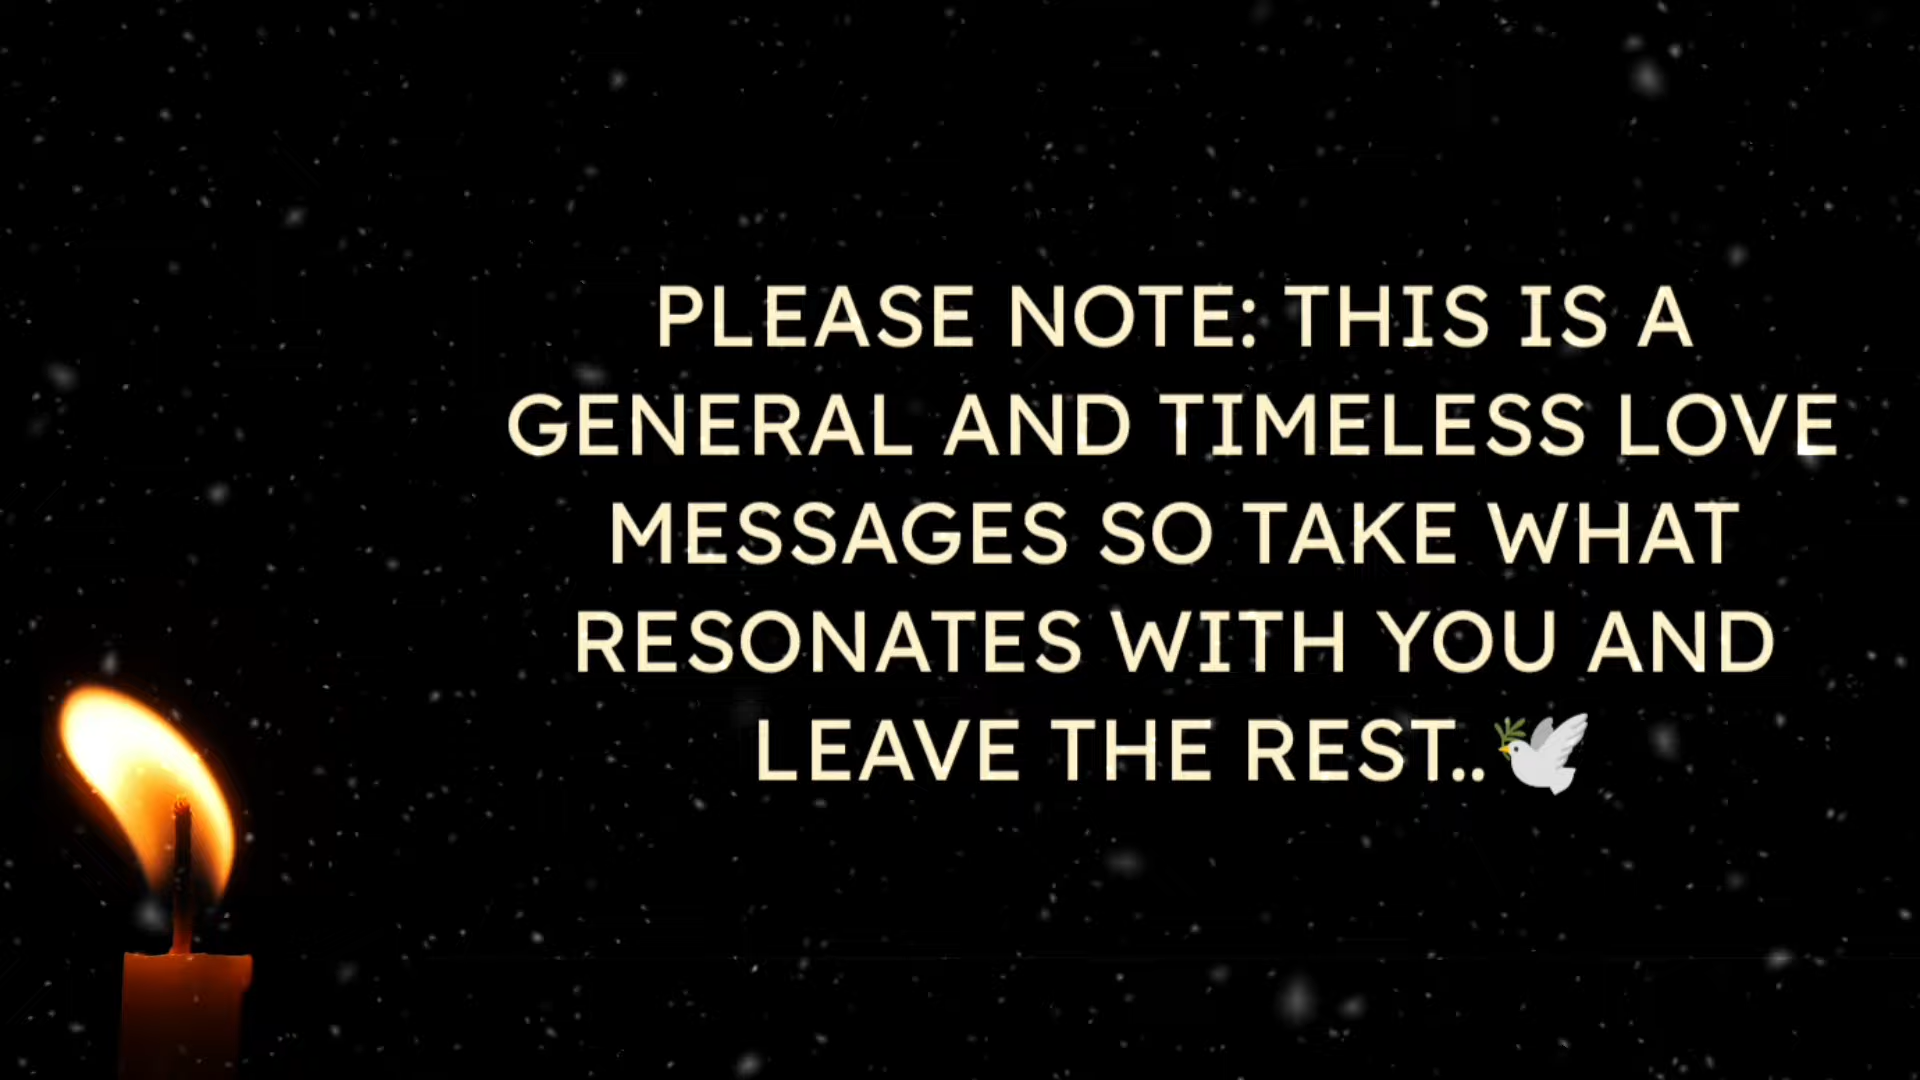 PLEASE NOTE: THIS IS A
GENERAL AND TIMELESS LOVE
MESSAGES SO TAKE WHAT
RESONATES WITH YOU AND
LEAVE THE REST..🕊️